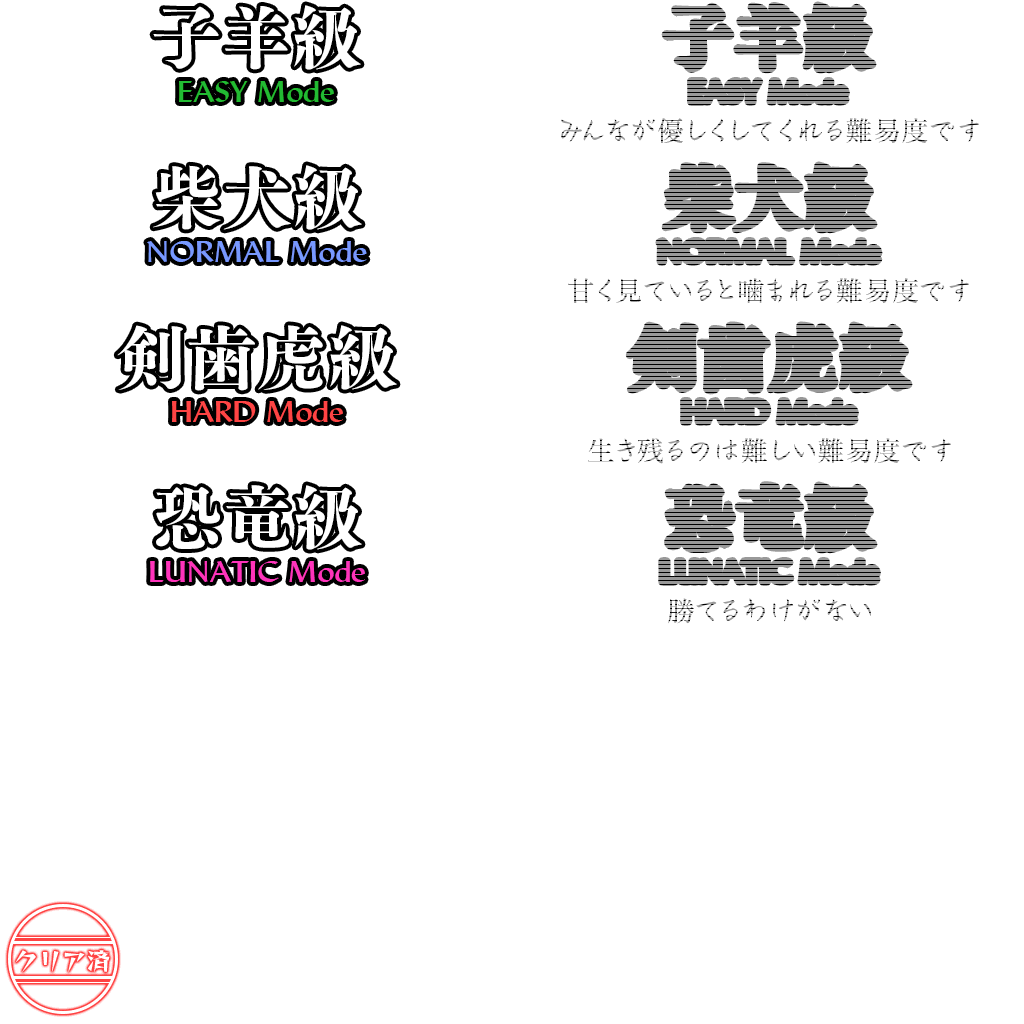 子羊級
EASY Mode
子羊級
EASY Mode
みんなが優しくしてくれる難易度です
柴犬級
NORMAL Mode
柴犬級
NORMAL Mode
甘く見ていると噛まれる難易度です
剣歯虎級
HARD Mode
剣歯虎級
HARD Mode
生き残るのは難しい難易度です
恐竜級
LUNATIC Mode
恐竜級
LUNATIC Mode
勝てるわけがない
クリア済